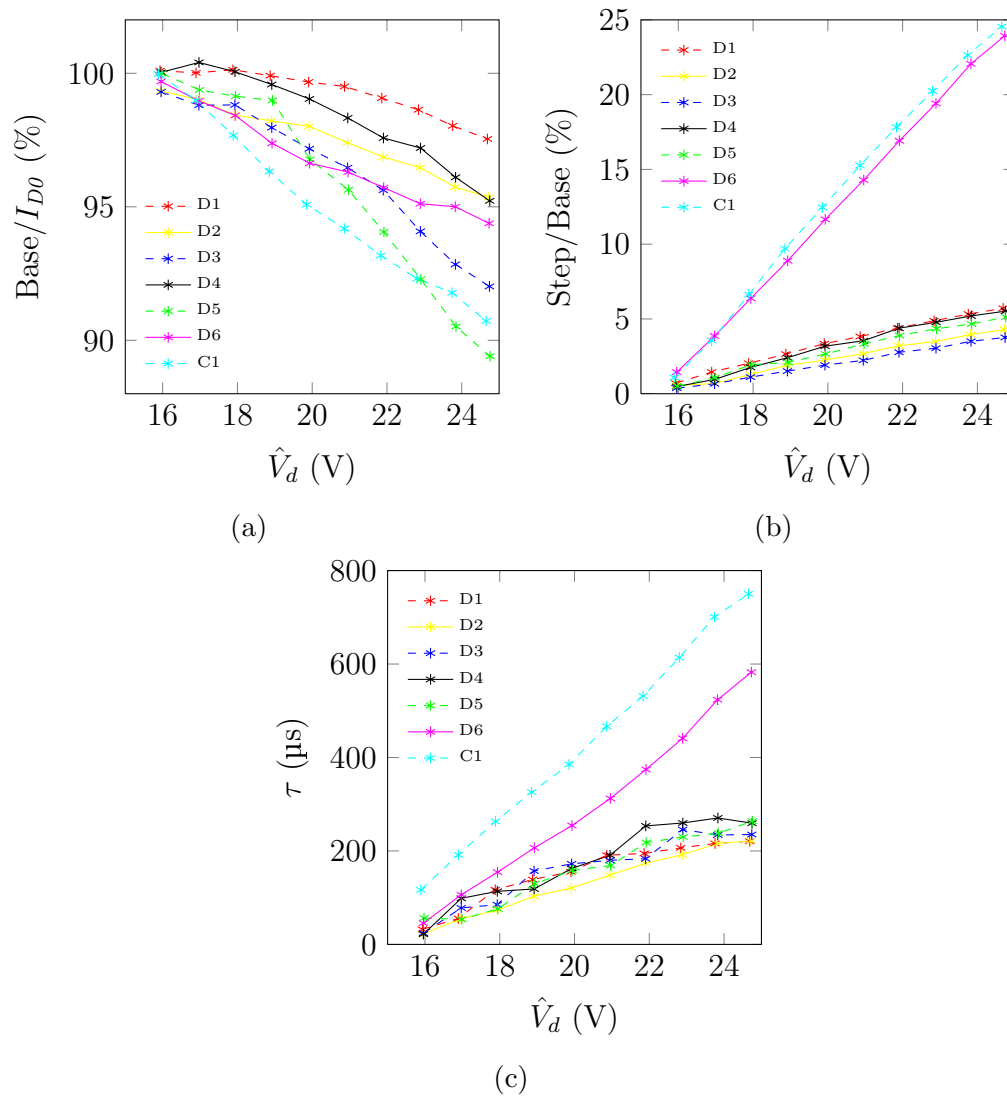 Base/I_{D0} (%)
100
95
90
D1
D2
D3
D4
D5
D6
C1
16 18 20 22 24
V̂_d (V)
(a)
Step/Base (%)
25
20
15
10
5
0
D1
D2
D3
D4
D5
D6
C1
16 18 20 22 24
V̂_d (V)
(b)
τ (µs)
800
600
400
200
0
D1
D2
D3
D4
D5
D6
C1
16 18 20 22 24
V̂_d (V)
(c)